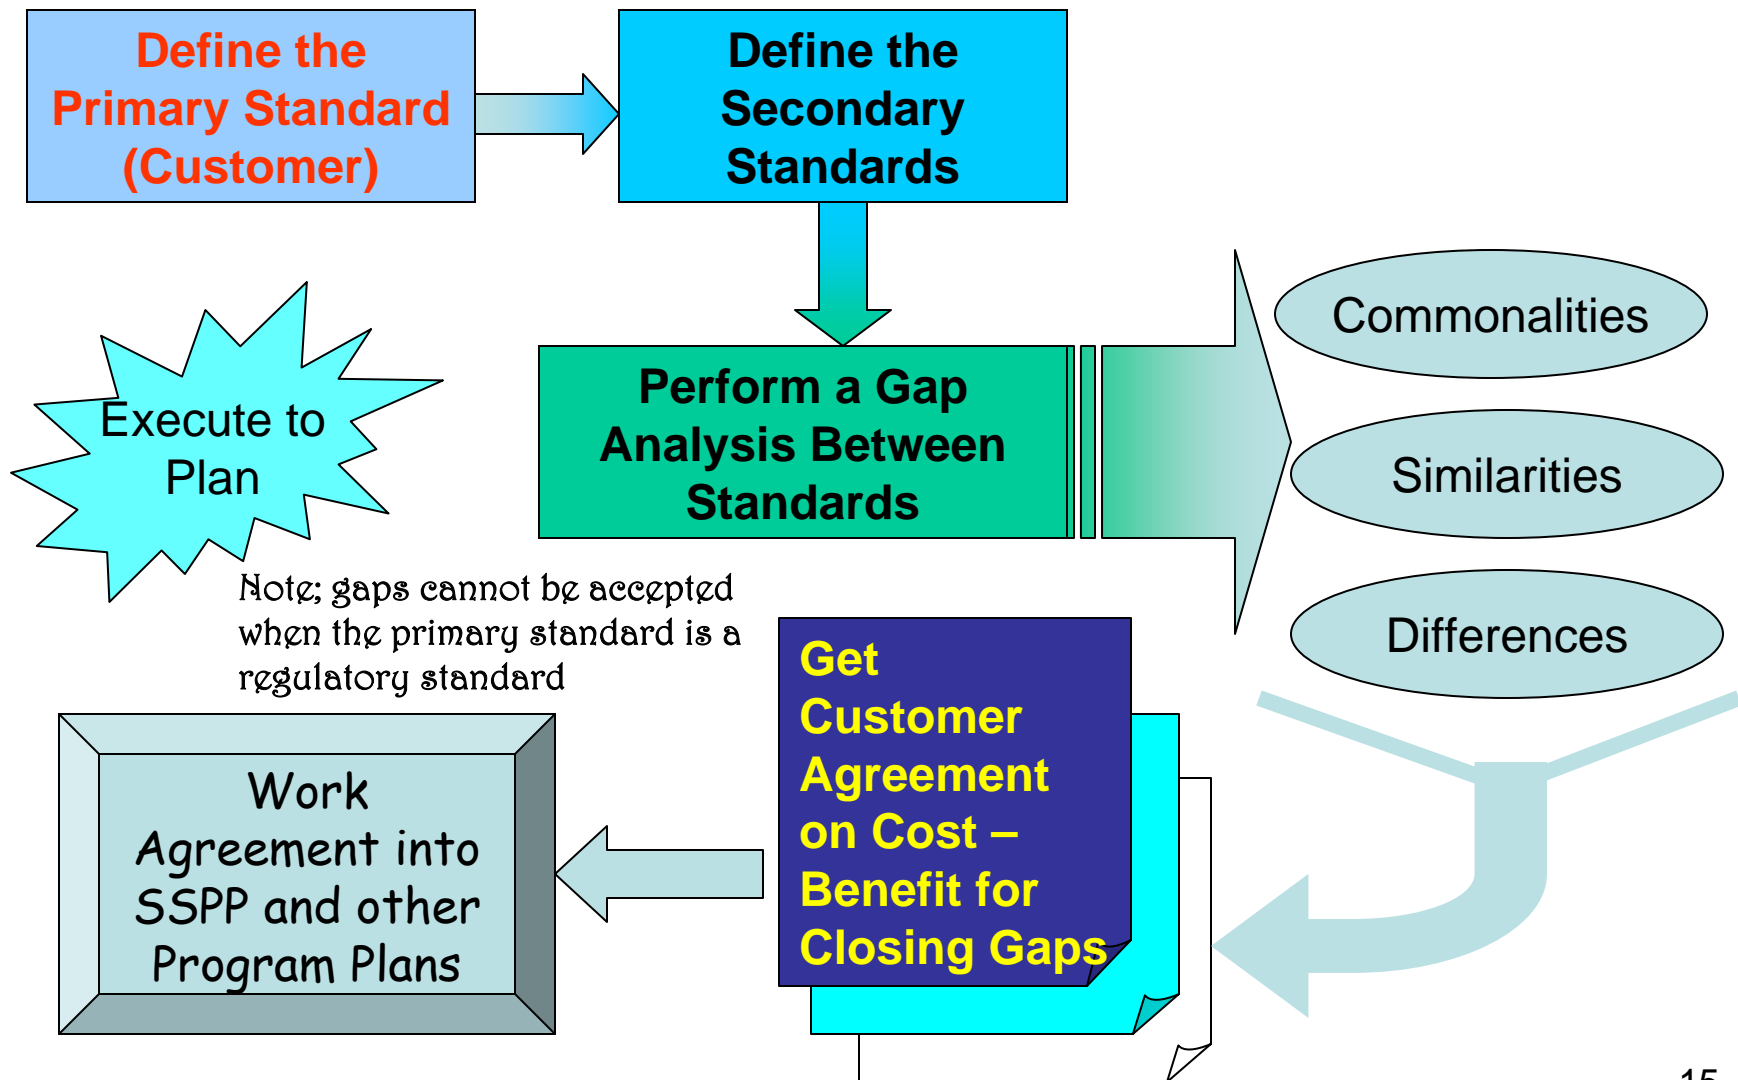 Define the
Primary Standard
(Customer)
Define the
Secondary
Standards
Commonalities
Execute to
Plan
Perform a Gap
Analysis Between
Standards
Similarities
Differences
Note; gaps cannot be accepted
when the primary standard is a
regulatory standard
Get
Customer
Agreement
on Cost –
Benefit for
Closing Gaps
Work
Agreement into
SSPP and other
Program Plans
15